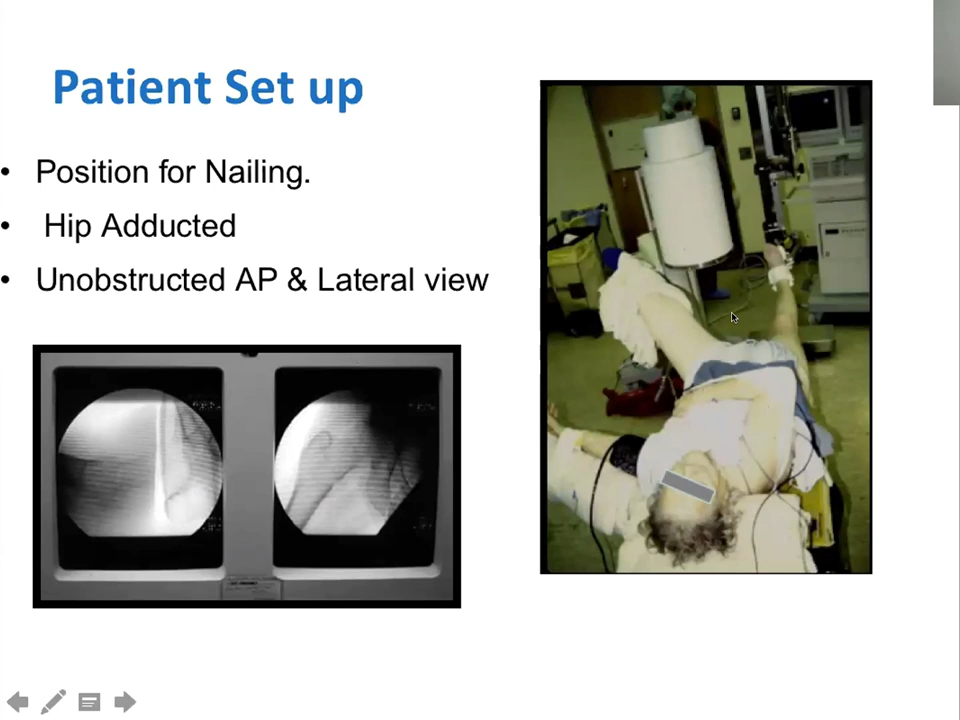 Patient Set up
• Position for Nailing.
• Hip Adducted
• Unobstructed AP & Lateral view